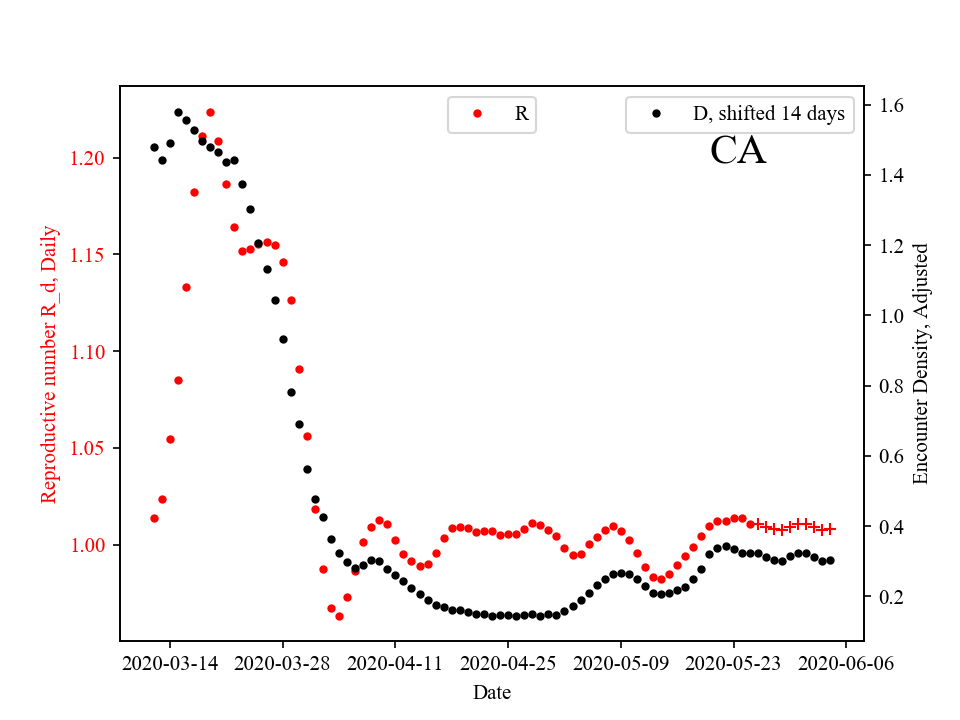 R
D, shifted 14 days
CA
Reproductive number R_d, Daily
1.20
1.15
1.10
1.05
1.00
1.6
1.4
1.2
1.0
0.8
0.6
0.4
0.2
Encounter Density, Adjusted
2020-03-14 2020-03-28 2020-04-11 2020-04-25 2020-05-09 2020-05-23 2020-06-06
Date